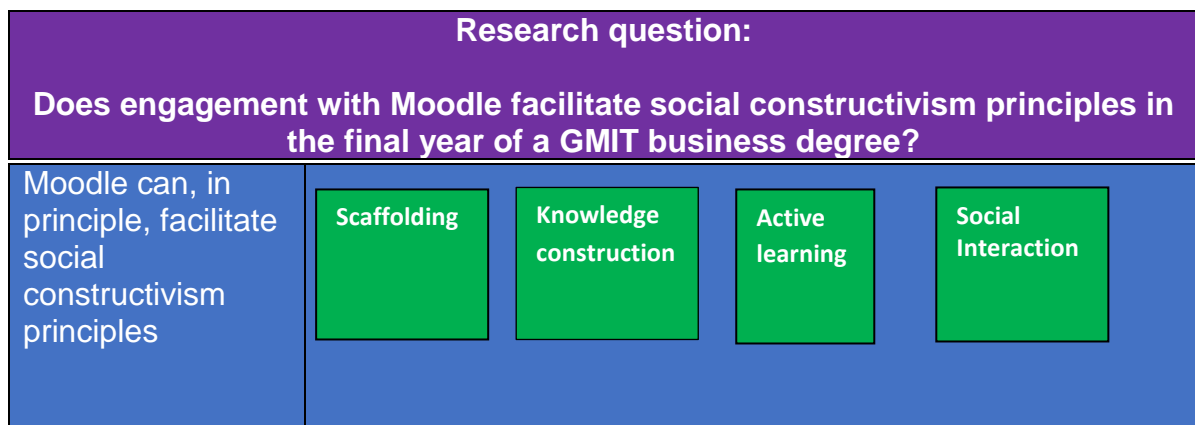 Research question:
Does engagement with Moodle facilitate social constructivism principles in
the final year of a GMIT business degree?
Moodle can, in
principle, facilitate
social
constructivism
principles
Scaffolding
Knowledge
construction
Active
learning
Social
Interaction